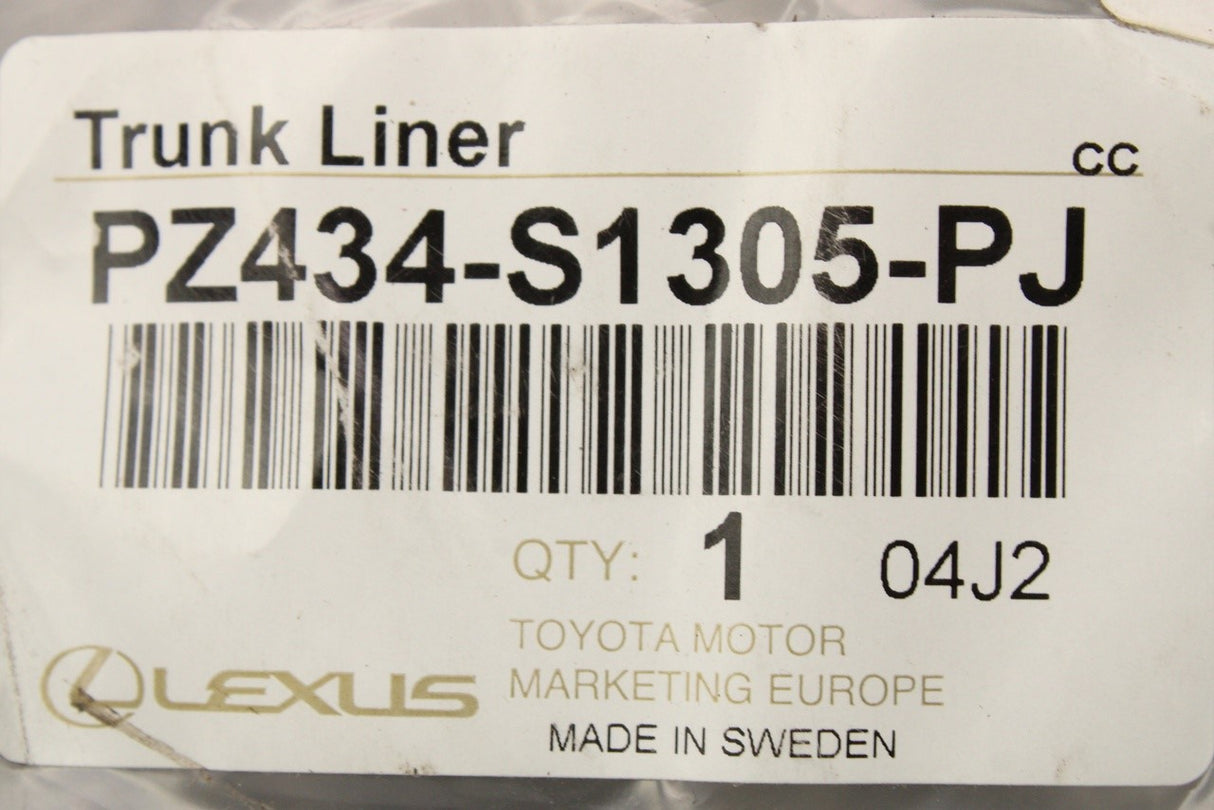 Trunk Liner
CC
PZ434-S1305-PJ
QTY: 1 04J2
TOYOTA MOTOR
MARKETING EUROPE
LEXUS
MADE IN SWEDEN